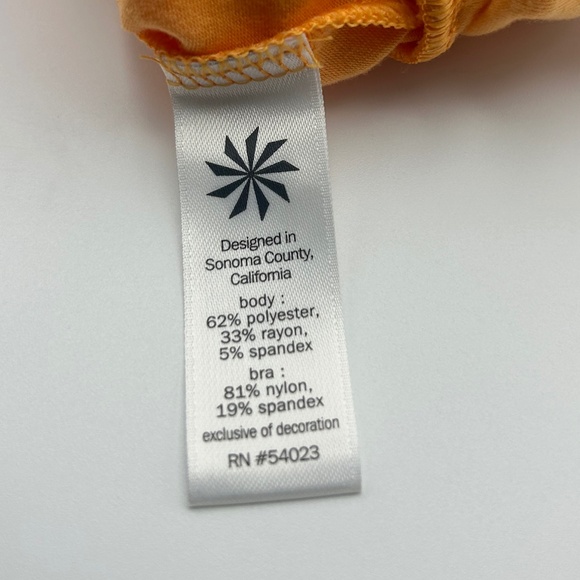 Designed in
Sonoma County,
California
body :
62% polyester,
33% rayon,
5% spandex
bra :
81% nylon,
19% spandex
exclusive of decoration
RN #54023